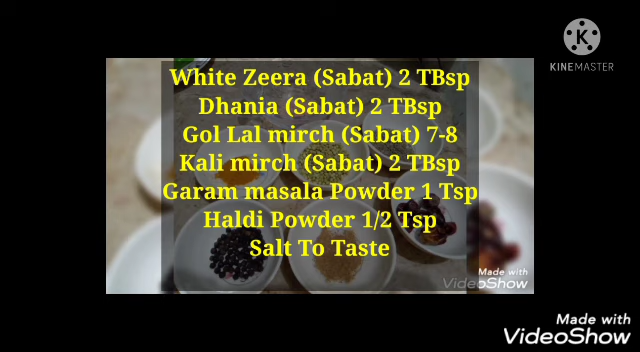 K
KINEMASTER
White Zeera (Sabat) 2 TBsp
Dhania (Sabat) 2 TBsp
Gol Lal mirch (Sabat) 7-8
Kali mirch (Sabat) 2 TBsp
Garam masala Powder 1 Tsp
Haldi Powder 1/2 Tsp
Salt To Taste
Made with
VideoShow
Made with
VideoShow